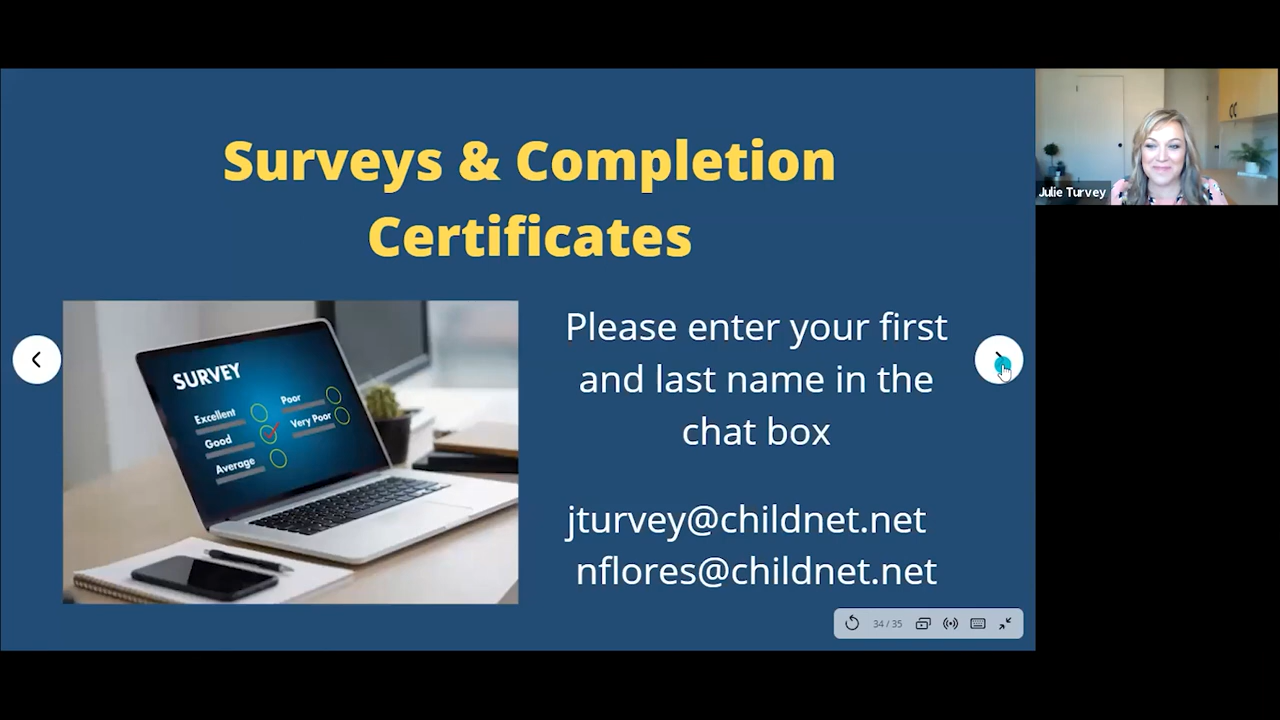 Surveys & Completion
Certificates
Please enter your first
and last name in the
chat box
jturvey@childnet.net
nflores@childnet.net
SURVEY
Excellent
Poor
Good
Very Poor
Average
34 / 35
Julie Turvey